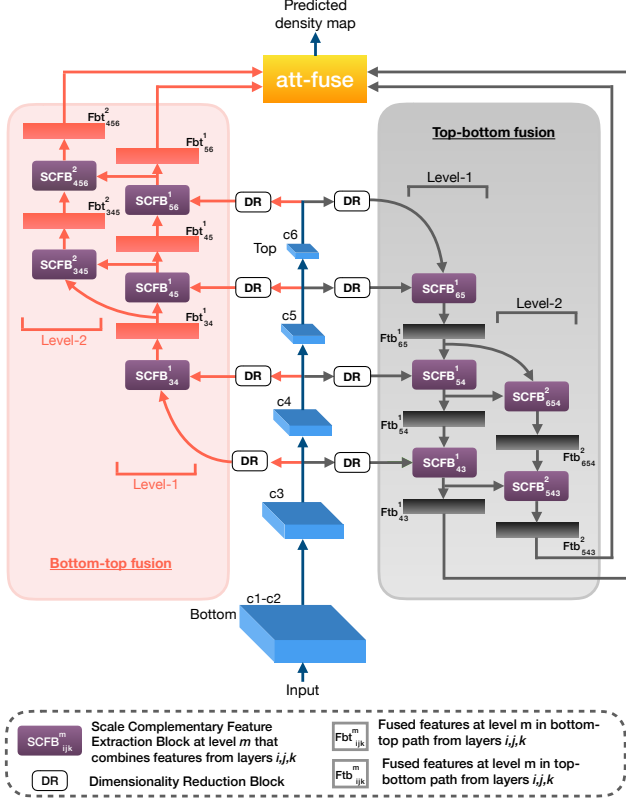 Predicted
density map
att-fuse
Fbt²₄₅₆
SCFB²₄₅₆
Fbt²₃₄₅
SCFB²₃₄₅
Level-2
Fbt¹₅₆
SCFB¹₅₆
Fbt¹₄₅
SCFB¹₄₅
Fbt¹₃₄
SCFB¹₃₄
Level-1
Bottom-top fusion
DR
DR
DR
DR
c6
Top
c5
c4
c3
c1-c2
Bottom
Input
DR
DR
DR
DR
Top-bottom fusion
Level-1
SCFB¹₆₅
Ftb¹₆₅
SCFB¹₅₄
Ftb¹₅₄
SCFB¹₄₃
Ftb¹₄₃
Level-2
SCFB²₆₅₄
Ftb²₆₅₄
SCFB²₅₄₃
Ftb²₅₄₃
SCFBᵐᵢⱼₖ
Scale Complementary Feature
Extraction Block at level m that
combines features from layers i,j,k
DR
Dimensionality Reduction Block
Fbtᵐᵢⱼₖ
Fused features at level m in bottom-
top path from layers i,j,k
Ftbᵐᵢⱼₖ
Fused features at level m in top-
bottom path from layers i,j,k